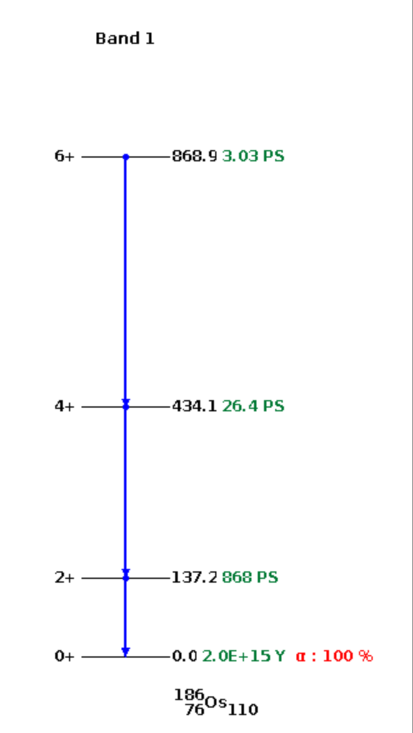 Band 1
6+ 868.9 3.03 PS
4+ 434.1 26.4 PS
2+ 137.2 868 PS
0+ 0.0 2.0E+15 Y α : 100 %
186
76Os110